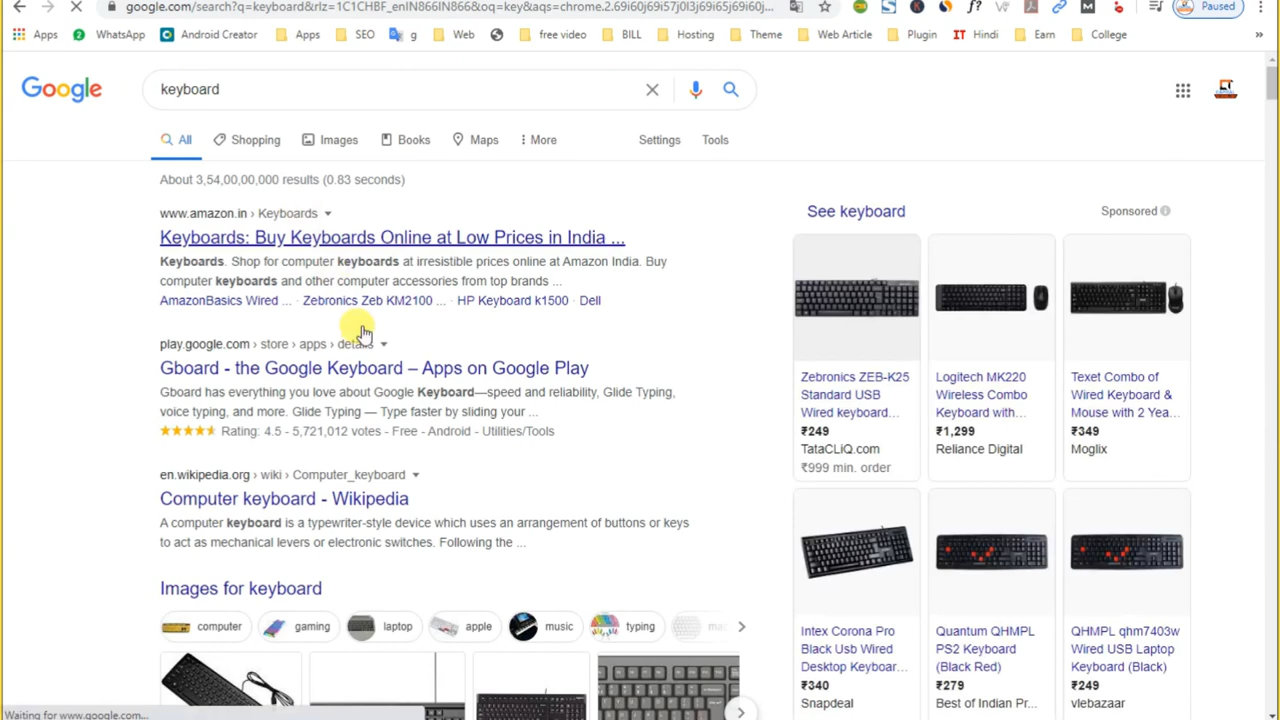 google.com/search?q=keyboard&rlz=1C1CHBF_enIN866IN866&oq=key&aqs=chrome.2.69i60j69i57j0l3j69i65j69i60j...
Paused
Apps
WhatsApp
Android Creator
Apps
SEO
g
Web
free video
BILL
Hosting
Theme
Web Article
Plugin
IT Hindi
Earn
College
»
Google
keyboard
All
Shopping
Images
Books
Maps
More
Settings
Tools
About 3,54,00,00,000 results (0.83 seconds)
www.amazon.in › Keyboards
Keyboards: Buy Keyboards Online at Low Prices in India ...
Keyboards. Shop for computer keyboards at irresistible prices online at Amazon India. Buy
computer keyboards and other computer accessories from top brands ...
AmazonBasics Wired ... · Zebronics Zeb KM2100 ... · HP Keyboard k1500 · Dell
play.google.com › store › apps › details
Gboard - the Google Keyboard – Apps on Google Play
Gboard has everything you love about Google Keyboard—speed and reliability, Glide Typing,
voice typing, and more. Glide Typing — Type faster by sliding your ...
Rating: 4.5 - 5,721,012 votes - Free - Android - Utilities/Tools
en.wikipedia.org › wiki › Computer_keyboard
Computer keyboard - Wikipedia
A computer keyboard is a typewriter-style device which uses an arrangement of buttons or keys
to act as mechanical levers or electronic switches. Following the ...
Images for keyboard
computer
gaming
laptop
apple
music
typing
See keyboard
Sponsored
Zebronics ZEB-K25
Standard USB
Wired keyboard...
₹249
TataCLiQ.com
₹999 min. order
Logitech MK220
Wireless Combo
Keyboard with...
₹1,299
Reliance Digital
Texet Combo of
Wired Keyboard &
Mouse with 2 Yea...
₹349
Moglix
Intex Corona Pro
Black Usb Wired
Desktop Keyboar...
₹340
Snapdeal
Quantum QHMPL
PS2 Keyboard
(Black Red)
₹279
Best of Indian Pr...
QHMPL qhm7403w
Wired USB Laptop
Keyboard (Black)
₹249
vlebazaar
Waiting for www.google.com...